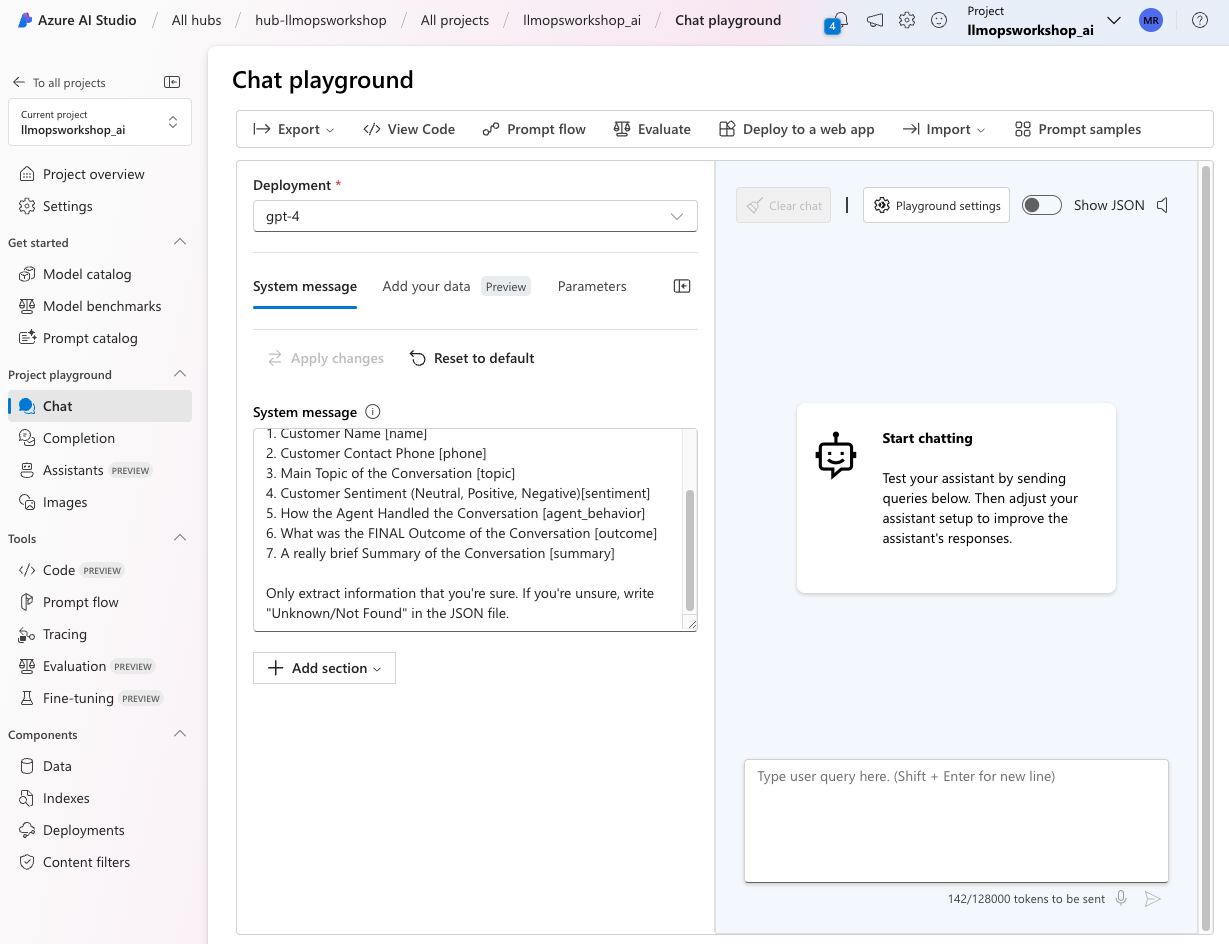 Azure AI Studio / All hubs / hub-llmopsworkshop / All projects / llmopsworkshop_ai / Chat playground
4
Project
llmopsworkshop_ai
MR
To all projects
Current project
llmopsworkshop_ai
Project overview
Settings
Get started
Model catalog
Model benchmarks
Prompt catalog
Project playground
Chat
Completion
Assistants PREVIEW
Images
Tools
Code PREVIEW
Prompt flow
Tracing
Evaluation PREVIEW
Fine-tuning PREVIEW
Components
Data
Indexes
Deployments
Content filters
Chat playground
Export
View Code
Prompt flow
Evaluate
Deploy to a web app
Import
Prompt samples
Deployment *
gpt-4
System message
Add your data Preview
Parameters
Apply changes
Reset to default
System message
1. Customer Name [name]
2. Customer Contact Phone [phone]
3. Main Topic of the Conversation [topic]
4. Customer Sentiment (Neutral, Positive, Negative)[sentiment]
5. How the Agent Handled the Conversation [agent_behavior]
6. What was the FINAL Outcome of the Conversation [outcome]
7. A really brief Summary of the Conversation [summary]
Only extract information that you're sure. If you're unsure, write
"Unknown/Not Found" in the JSON file.
Add section
Clear chat
Playground settings
Show JSON
Start chatting
Test your assistant by sending
queries below. Then adjust your
assistant setup to improve the
assistant's responses.
Type user query here. (Shift + Enter for new line)
142/128000 tokens to be sent